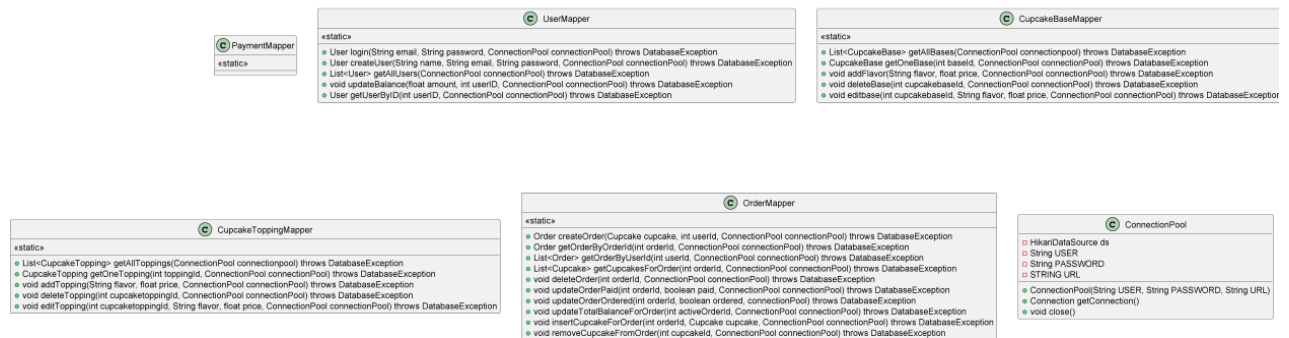 C PaymentMapper
«static»
C UserMapper
«static»
User login(String email, String password, ConnectionPool connectionPool) throws DatabaseException
User createUser(String name, String email, String password, ConnectionPool connectionPool) throws DatabaseException
List<User> getAllUsers(ConnectionPool connectionPool) throws DatabaseException
void updateBalance(float amount, int userID, ConnectionPool connectionPool) throws DatabaseException
User getUserByID(int userID, ConnectionPool connectionPool) throws DatabaseException
C CupcakeBaseMapper
«static»
List<CupcakeBase> getAllBases(ConnectionPool connectionpool) throws DatabaseException
CupcakeBase getOneBase(int baseId, ConnectionPool connectionPool) throws DatabaseException
void addFlavor(String flavor, float price, ConnectionPool connectionPool) throws DatabaseException
void deleteBase(int cupcakebaseId, ConnectionPool connectionPool) throws DatabaseException
void editbase(int cupcakebaseId, String flavor, float price, ConnectionPool connectionPool) throws DatabaseException
C CupcakeToppingMapper
«static»
List<CupcakeTopping> getAllToppings(ConnectionPool connectionpool) throws DatabaseException
CupcakeTopping getOneTopping(int toppingId, ConnectionPool connectionPool) throws DatabaseException
void addTopping(String flavor, float price, ConnectionPool connectionPool) throws DatabaseException
void deleteTopping(int cupcaketoppingId, ConnectionPool connectionPool) throws DatabaseException
void editTopping(int cupcaketoppingId, String flavor, float price, ConnectionPool connectionPool) throws DatabaseException
C OrderMapper
«static»
Order createOrder(Cupcake cupcake, int userId, ConnectionPool connectionPool) throws DatabaseException
Order getOrderByOrderId(int orderId, ConnectionPool connectionPool) throws DatabaseException
List<Order> getOrderByUserId(int userId, ConnectionPool connectionPool) throws DatabaseException
List<Cupcake> getCupcakesForOrder(int orderId, ConnectionPool connectionPool) throws DatabaseException
void deleteOrder(int orderId, ConnectionPool connectionPool) throws DatabaseException
void updateOrderPaid(int orderId, boolean paid, ConnectionPool connectionPool) throws DatabaseException
void updateOrderOrdered(int orderId, boolean ordered, connectionPool) throws DatabaseException
void updateTotalBalanceForOrder(int activeOrderId, ConnectionPool connectionPool) throws DatabaseException
void insertCupcakeForOrder(int orderId, Cupcake cupcake, ConnectionPool connectionPool) throws DatabaseException
void removeCupcakeFromOrder(int cupcakeId, ConnectionPool connectionPool) throws DatabaseException
C ConnectionPool
HikariDataSource ds
String USER
String PASSWORD
STRING URL
ConnectionPool(String USER, String PASSWORD, String URL)
Connection getConnection()
void close()